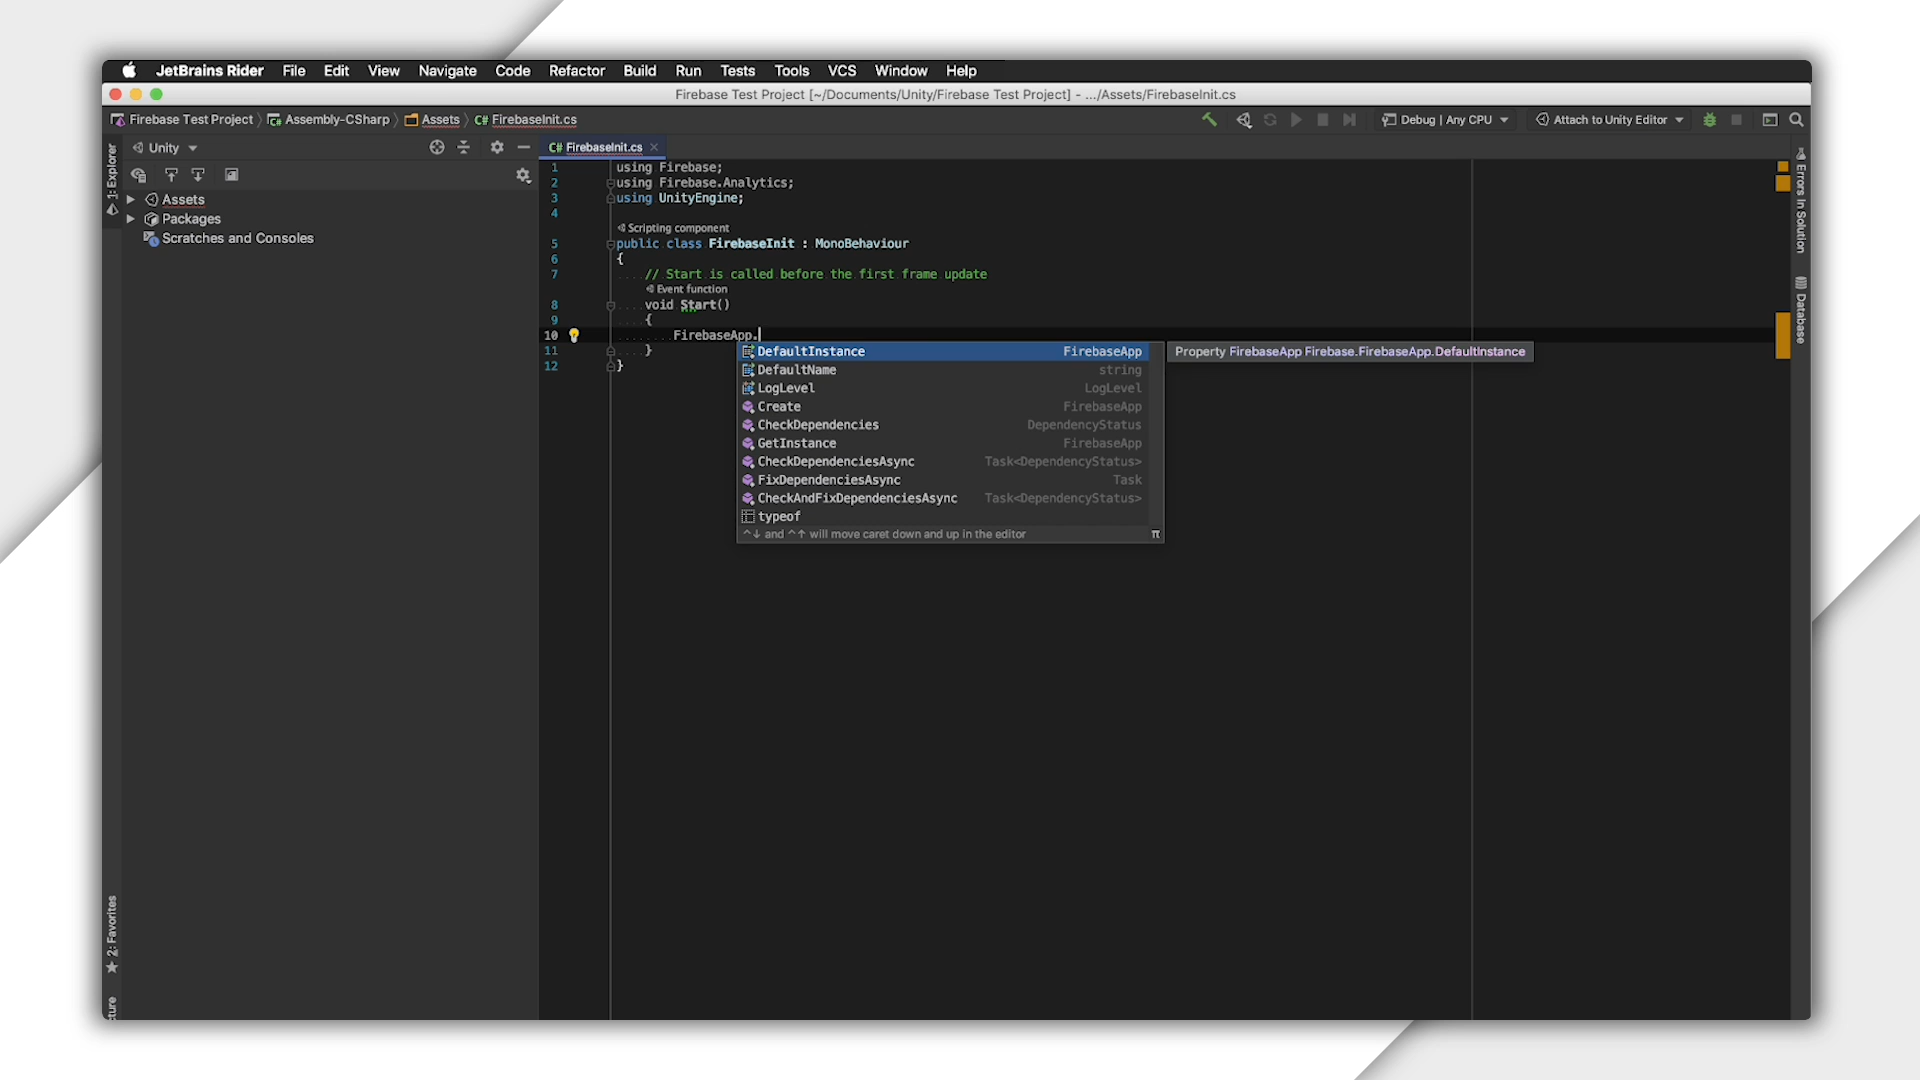 JetBrains Rider File Edit View Navigate Code Refactor Build Run Tests Tools VCS Window Help
Firebase Test Project [~/Documents/Unity/Firebase Test Project] - .../Assets/FirebaseInit.cs
Firebase Test Project Assembly-CSharp Assets C# FirebaseInit.cs Debug | Any CPU Attach to Unity Editor
1: Explorer
Unity
Assets
Packages
Scratches and Consoles
2: Favorites
C# FirebaseInit.cs
1 using Firebase;
2 using Firebase.Analytics;
3 using UnityEngine;
4
Scripting component
5 public class FirebaseInit : MonoBehaviour
6 {
7 // Start is called before the first frame update
Event function
8 void Start()
9 {
10 FirebaseApp.
11 }
12 }
DefaultInstance FirebaseApp
DefaultName string
LogLevel LogLevel
Create FirebaseApp
CheckDependencies DependencyStatus
GetInstance FirebaseApp
CheckDependenciesAsync Task<DependencyStatus>
FixDependenciesAsync Task
CheckAndFixDependenciesAsync Task<DependencyStatus>
typeof
^↓ and ^↑ will move caret down and up in the editor π
Property FirebaseApp Firebase.FirebaseApp.DefaultInstance
Errors In Solution
Database